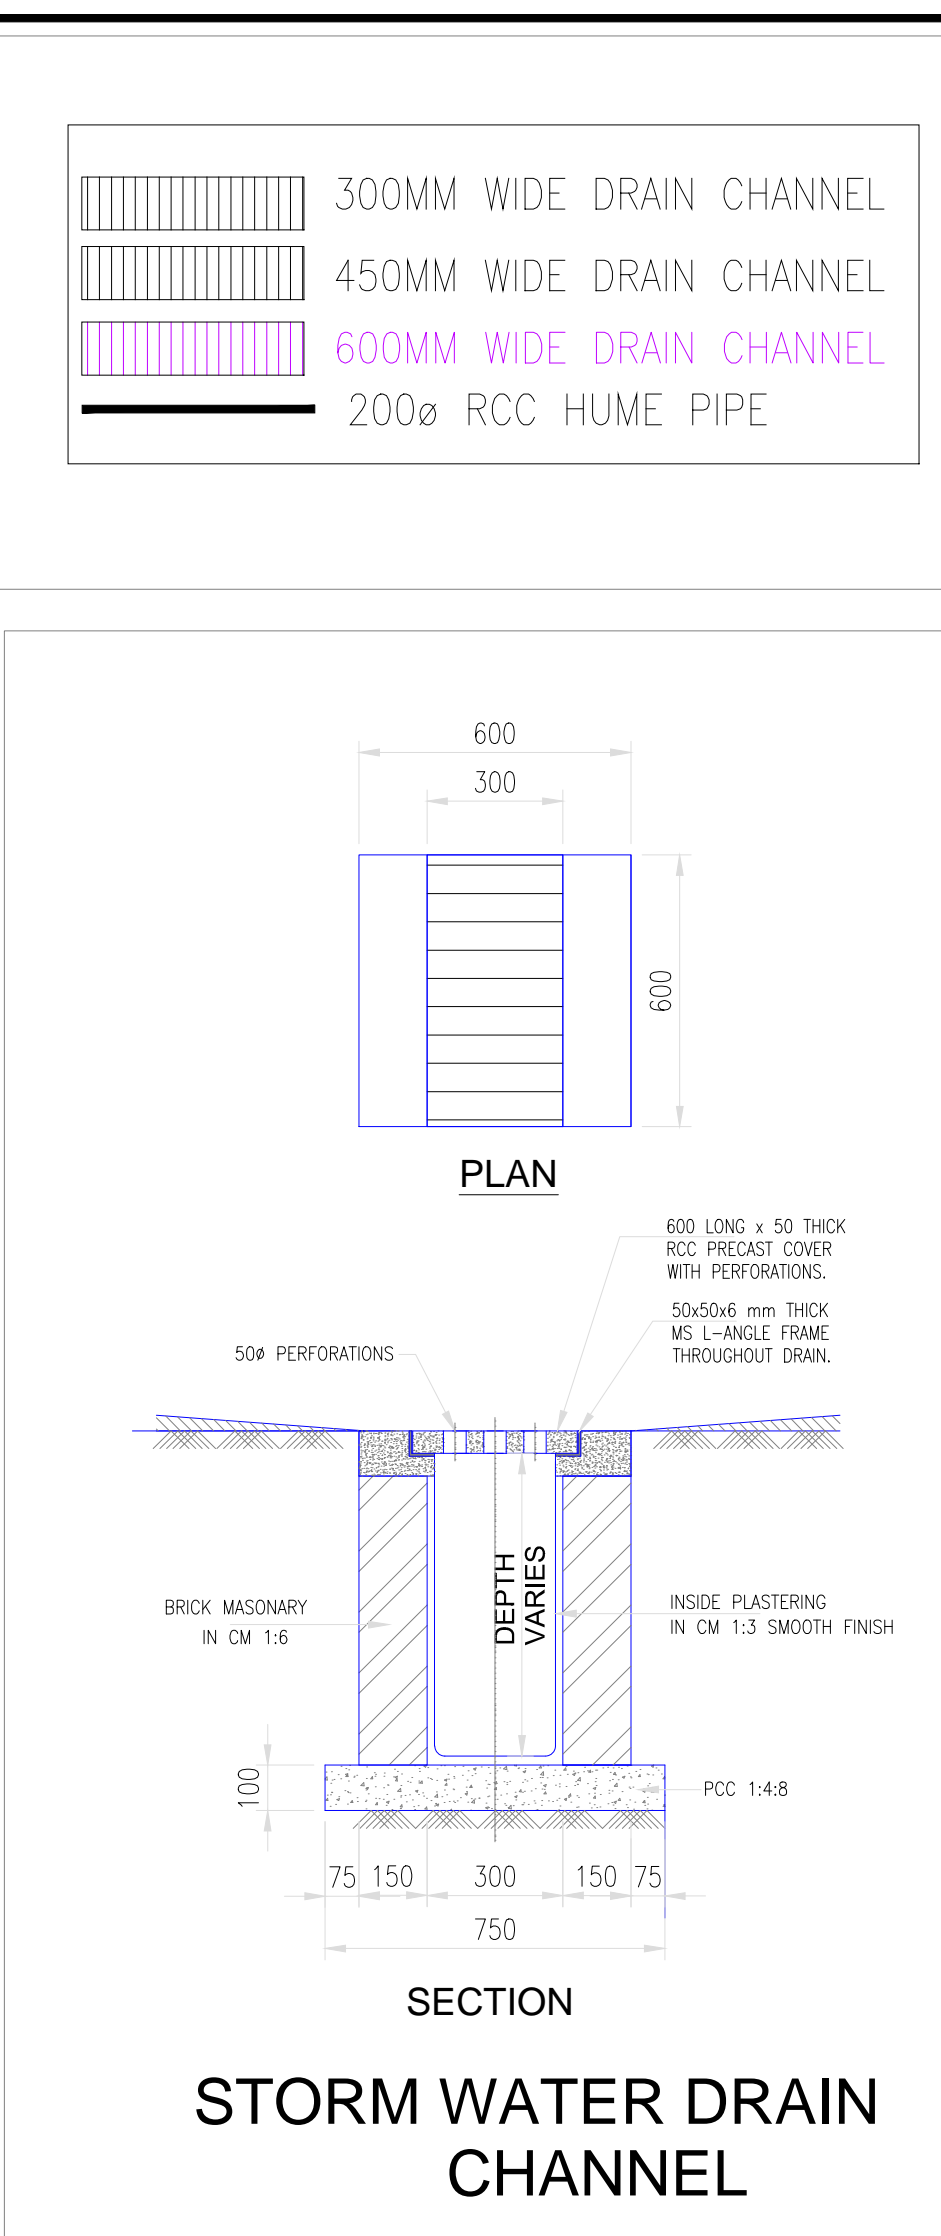 300MM WIDE DRAIN CHANNEL
450MM WIDE DRAIN CHANNEL
600MM WIDE DRAIN CHANNEL
200ø RCC HUME PIPE
600
300
600
PLAN
600 LONG x 50 THICK
RCC PRECAST COVER
WITH PERFORATIONS.
50x50x6 mm THICK
MS L-ANGLE FRAME
THROUGHOUT DRAIN.
50ø PERFORATIONS
DEPTH
VARIES
BRICK MASONARY
IN CM 1:6
INSIDE PLASTERING
IN CM 1:3 SMOOTH FINISH
100
PCC 1:4:8
75 150 300 150 75
750
SECTION
STORM WATER DRAIN
CHANNEL